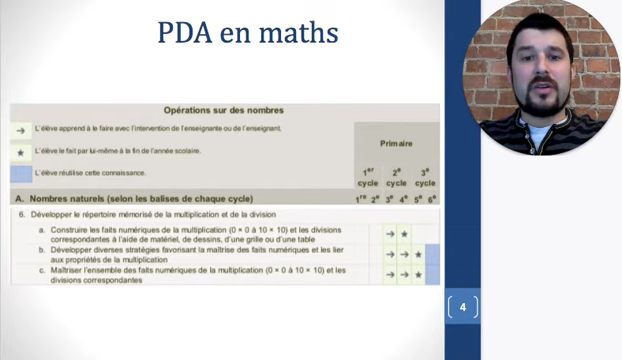 PDA en maths
Opérations sur des nombres
→ L'élève apprend à le faire avec l'intervention de l'enseignante ou de l'enseignant.
★ L'élève le fait par lui-même à la fin de l'année scolaire.
L'élève réutilise cette connaissance.
Primaire
1er cycle 2e cycle 3e cycle
A. Nombres naturels (selon les balises de chaque cycle) 1re 2e 3e 4e 5e 6e
6. Développer le répertoire mémorisé de la multiplication et de la division
a. Construire les faits numériques de la multiplication (0 × 0 à 10 × 10) et les divisions
correspondantes à l'aide de matériel, de dessins, d'une grille ou d'une table → ★
b. Développer diverses stratégies favorisant la maîtrise des faits numériques et les lier
aux propriétés de la multiplication → → ★
c. Maîtriser l'ensemble des faits numériques de la multiplication (0 × 0 à 10 × 10) et les
divisions correspondantes → → ★
4